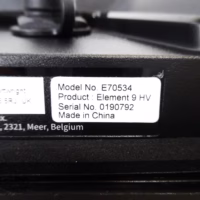 Model No. E70534
Product : Element 9 HV
Serial No. 0190792
Made in China
, 2321, Meer, Belgium